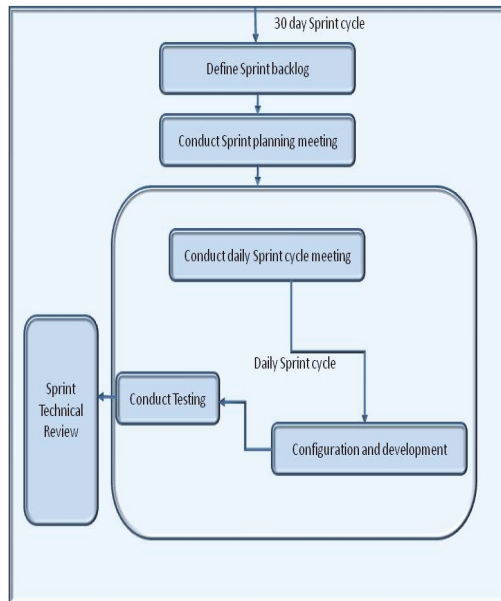 30 day Sprint cycle
Define Sprint backlog
Conduct Sprint planning meeting
Conduct daily Sprint cycle meeting
Daily Sprint cycle
Sprint
Technical
Review
Conduct Testing
Configuration and development